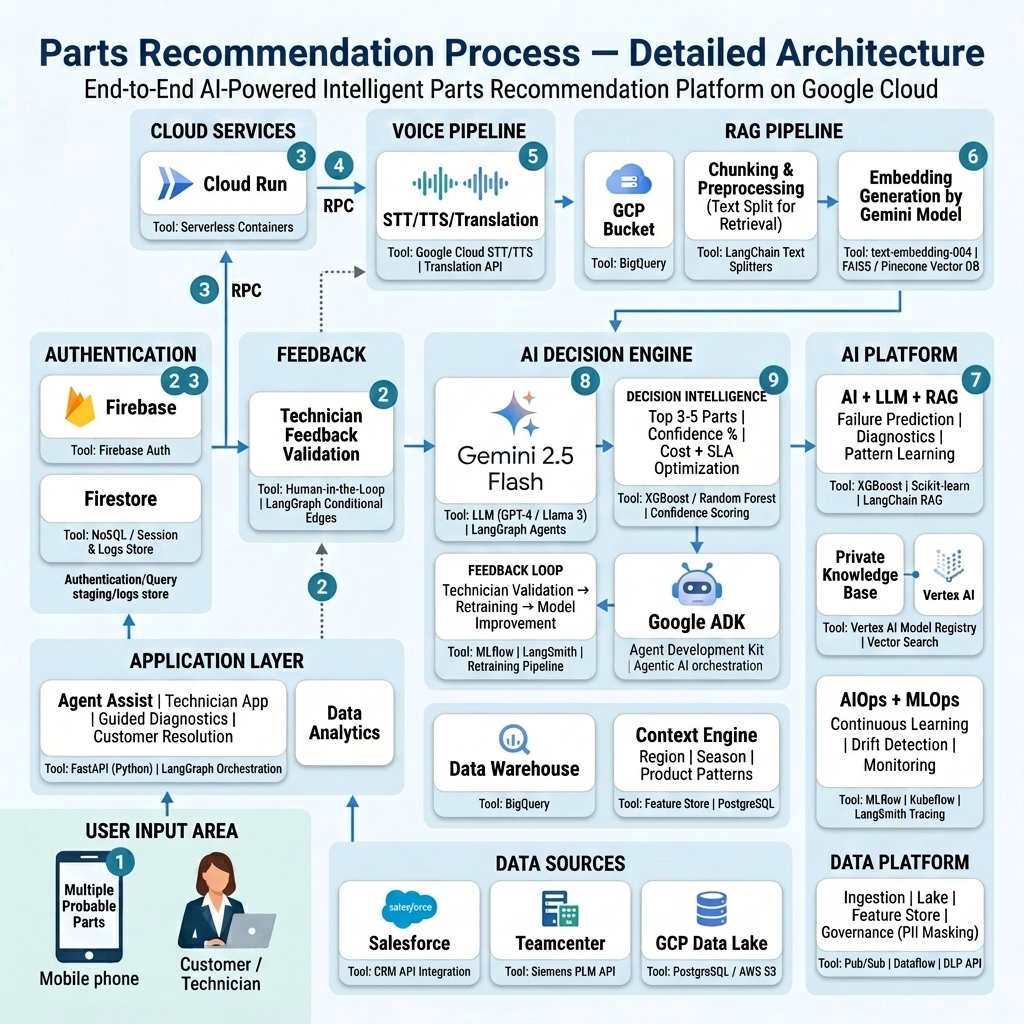 Parts Recommendation Process — Detailed Architecture
End-to-End AI-Powered Intelligent Parts Recommendation Platform on Google Cloud
CLOUD SERVICES
3
Cloud Run
Tool: Serverless Containers
4
RPC
VOICE PIPELINE
5
STT/TTS/Translation
Tool: Google Cloud STT/TTS
| Translation API
RAG PIPELINE
GCP
Bucket
Tool: BigQuery
Chunking &
Preprocessing
(Text Split for
Retrieval)
Tool: LangChain Text
Splitters
6
Embedding
Generation by
Gemini Model
Tool: text-embedding-004 |
FAIS5 / Pinecone Vector D8
3
RPC
AUTHENTICATION
2 3
Firebase
Tool: Firebase Auth
Firestore
Tool: No5QL / Session
& Logs Store
Authentication/Query
staging/logs store
FEEDBACK
2
Technician
Feedback
Validation
Tool: Human-in-the-Loop
| LangGraph Conditional
Edges
2
AI DECISION ENGINE
8
Gemini 2.5
Flash
Tool: LLM (GPT-4 / Llama 3)
| LangGraph Agents
9
DECISION INTELLIGENCE
Top 3-5 Parts |
Confidence % |
Cost + SLA
Optimization
Tool: XGBoost / Random Forest
| Confidence Scoring
FEEDBACK LOOP
Technician Validation →
Retraining → Model
Improvement
Tool: MLflow | LangSmith |
Retraining Pipeline
Google ADK
Agent Development Kit
| Agentic AI orchestration
AI PLATFORM
7
AI + LLM + RAG
Failure Prediction |
Diagnostics |
Pattern Learning
Tool: XGBoost | Scikit-learn
| LangChain RAG
Private
Knowledge
Base
Vertex AI
Tool: Vertex AI Model Registry
| Vector Search
AIOps + MLOps
Continuous Learning
| Drift Detection |
Monitoring
Tool: MLflow | Kubeflow |
LangSmith Tracing
APPLICATION LAYER
Agent Assist | Technician App
| Guided Diagnostics |
Customer Resolution
Tool: FastAPI (Python) | LangGraph Orchestration
Data
Analytics
Data Warehouse
Tool: BigQuery
Context Engine
Region | Season |
Product Patterns
Tool: Feature Store | PostgreSQL
USER INPUT AREA
1
Multiple
Probable
Parts
Mobile phone
Customer /
Technician
DATA SOURCES
salesforce
Salesforce
Tool: CRM API Integration
Teamcenter
Tool: Siemens PLM API
GCP Data Lake
Tool: PostgreSQL / AWS S3
DATA PLATFORM
Ingestion | Lake |
Feature Store |
Governance (PII Masking)
Tool: Pub/Sub | Dataflow | DLP API